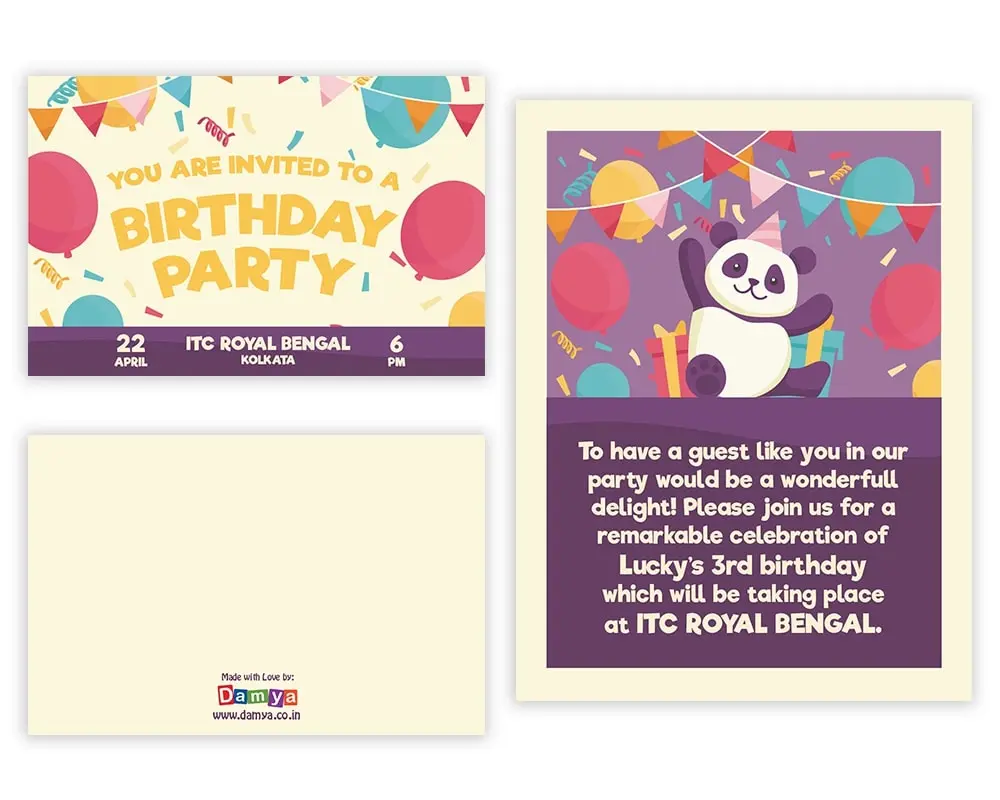 YOU ARE INVITED TO A
BIRTHDAY
PARTY
22
APRIL
ITC ROYAL BENGAL
KOLKATA
6
PM
Made with Love by:
Damya
www.damya.co.in
To have a guest like you in our
party would be a wonderfull
delight! Please join us for a
remarkable celebration of
Lucky's 3rd birthday
which will be taking place
at ITC ROYAL BENGAL.